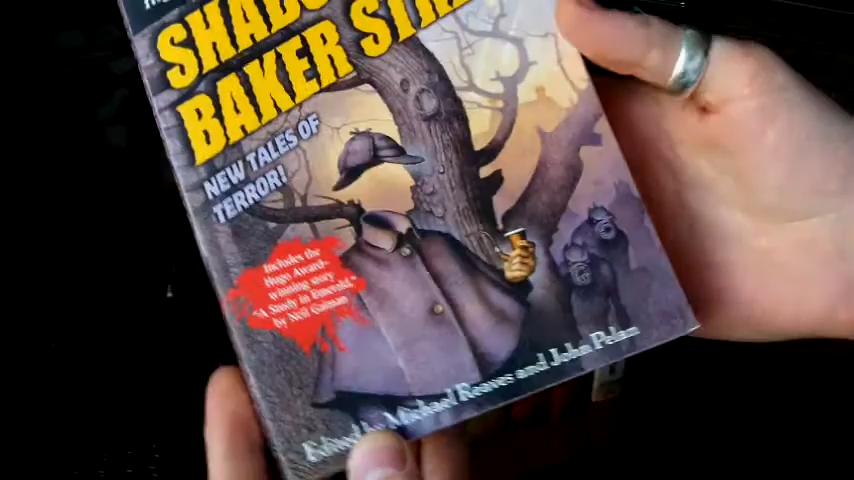 BAKER
NEW TALES OF
TERROR!
Includes the
Hugo Award-
winning story
"A Study in Emerald,"
by Neil Gaiman
Edited by Michael Reaves and John Pelan